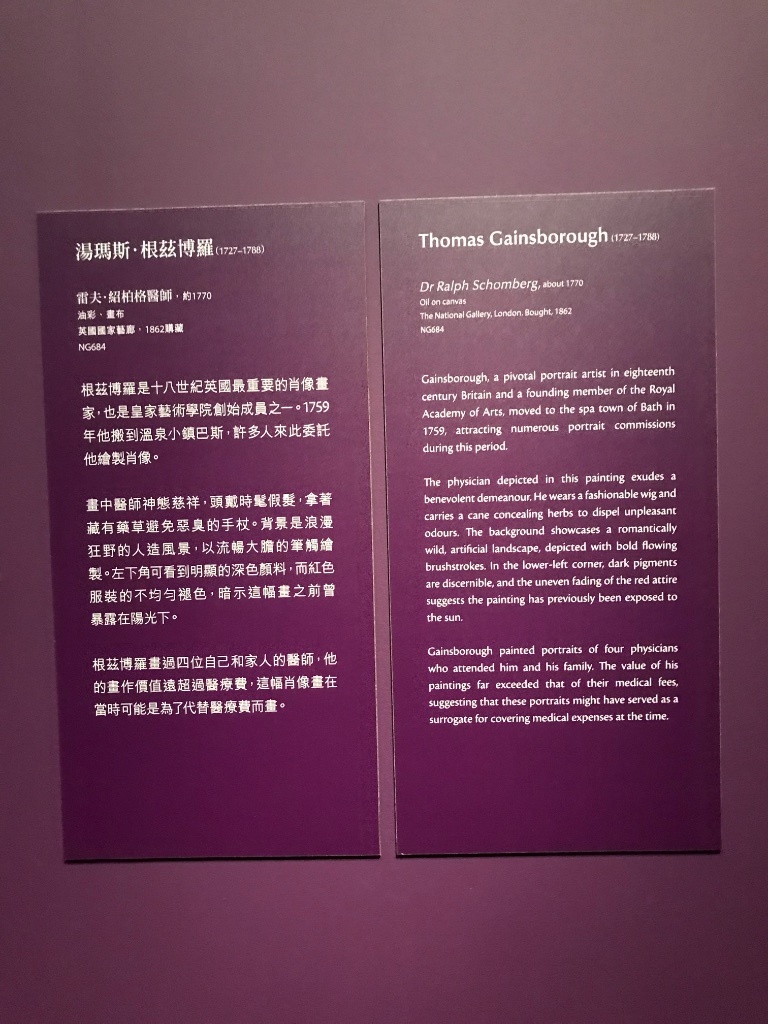 湯瑪斯·根茲博羅(1727–1788)
雷夫·紹柏格醫師，約1770
油彩、畫布
英國國家藝廊，1862購藏
NG684
根茲博羅是十八世紀英國最重要的肖像畫
家，也是皇家藝術學院創始成員之一。1759
年他搬到溫泉小鎮巴斯，許多人來此委託
他繪製肖像。
畫中醫師神態慈祥，頭戴時髦假髮，拿著
藏有藥草避免惡臭的手杖。背景是浪漫
狂野的人造風景，以流暢大膽的筆觸繪
製。左下角可看到明顯的深色顏料，而紅色
服裝的不均勻褪色，暗示這幅畫之前曾
暴露在陽光下。
根茲博羅畫過四位自己和家人的醫師，他
的畫作價值遠超過醫療費，這幅肖像畫在
當時可能是為了代替醫療費而畫。
Thomas Gainsborough (1727–1788)
Dr Ralph Schomberg, about 1770
Oil on canvas
The National Gallery, London. Bought, 1862
NG684
Gainsborough, a pivotal portrait artist in eighteenth
century Britain and a founding member of the Royal
Academy of Arts, moved to the spa town of Bath in
1759, attracting numerous portrait commissions
during this period.
The physician depicted in this painting exudes a
benevolent demeanour. He wears a fashionable wig and
carries a cane concealing herbs to dispel unpleasant
odours. The background showcases a romantically
wild, artificial landscape, depicted with bold flowing
brushstrokes. In the lower-left corner, dark pigments
are discernible, and the uneven fading of the red attire
suggests the painting has previously been exposed to
the sun.
Gainsborough painted portraits of four physicians
who attended him and his family. The value of his
paintings far exceeded that of their medical fees,
suggesting that these portraits might have served as a
surrogate for covering medical expenses at the time.